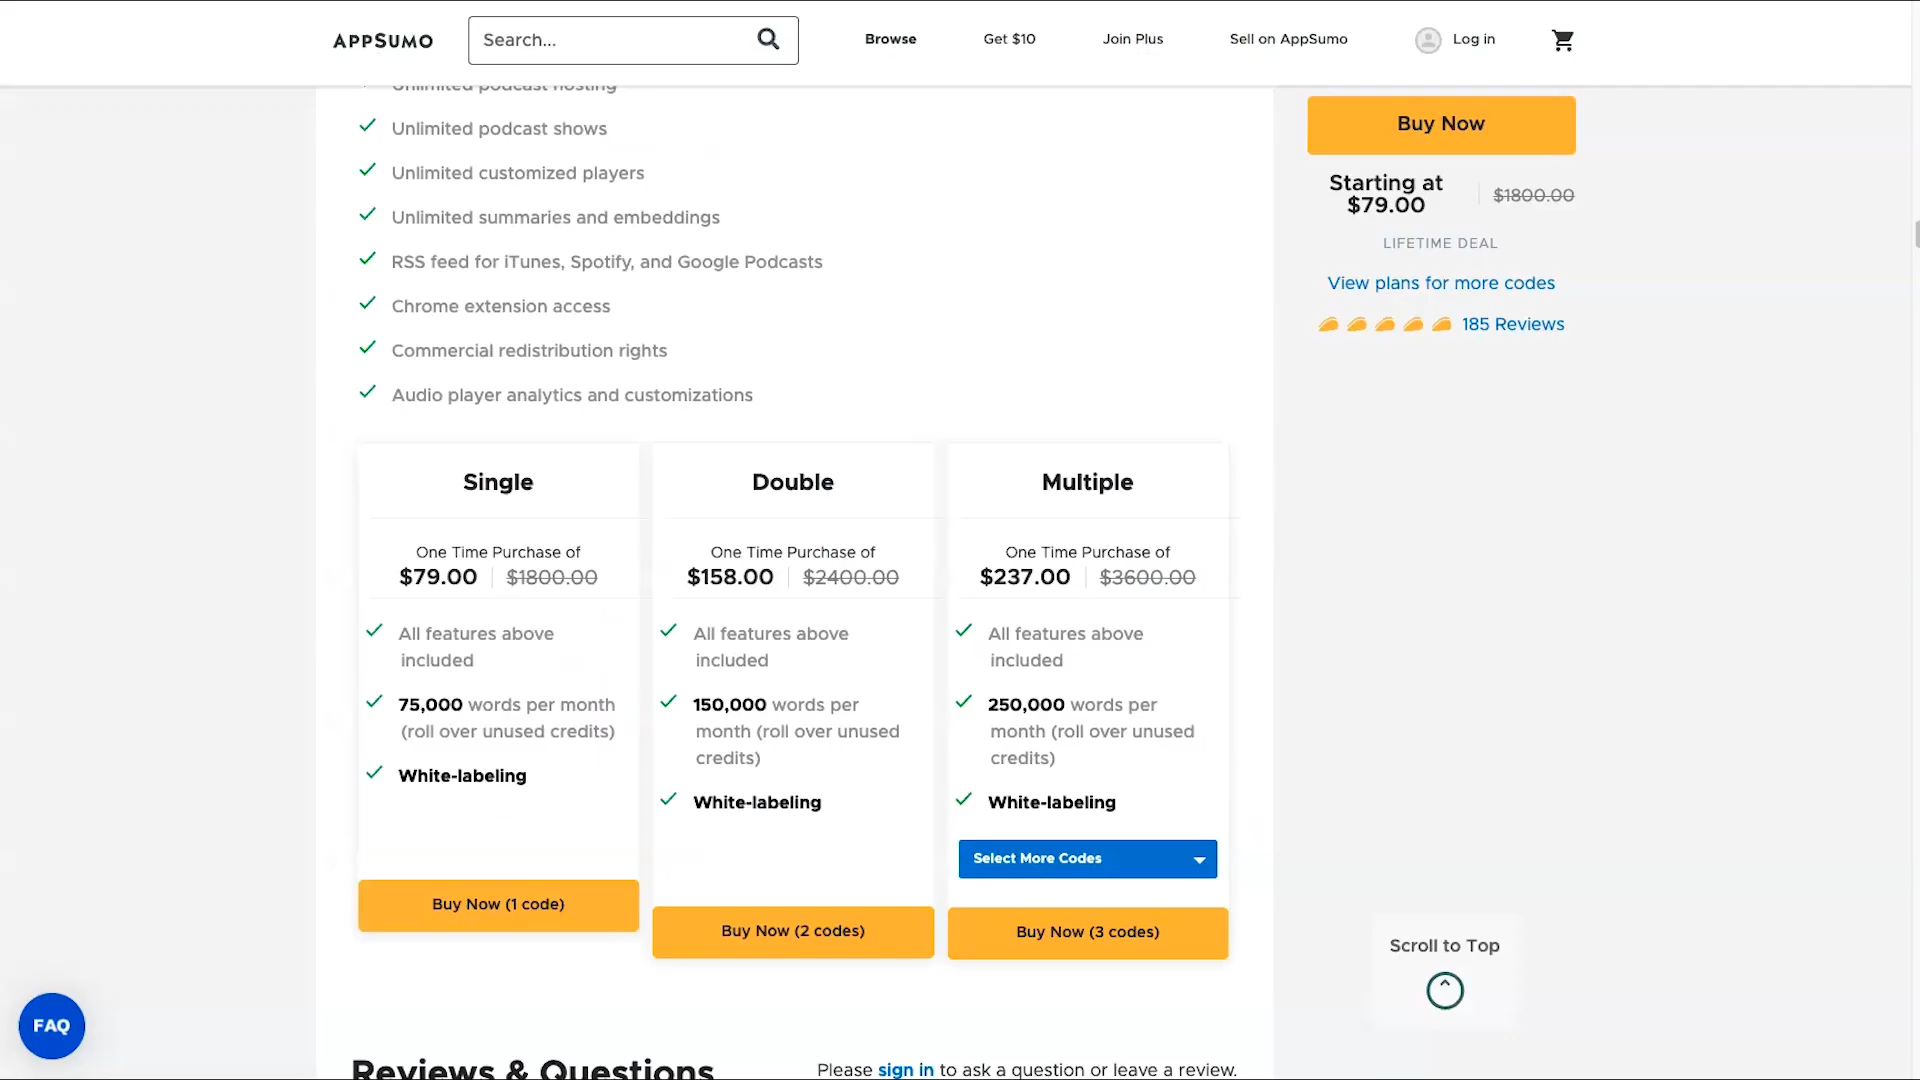 APPSUMO
Search...
Browse
Get $10
Join Plus
Sell on AppSumo
Log in
Unlimited podcast hosting
Unlimited podcast shows
Unlimited customized players
Unlimited summaries and embeddings
RSS feed for iTunes, Spotify, and Google Podcasts
Chrome extension access
Commercial redistribution rights
Audio player analytics and customizations
Buy Now
Starting at
$79.00
$1800.00
LIFETIME DEAL
View plans for more codes
185 Reviews
Single
One Time Purchase of
$79.00 $1800.00
All features above
included
75,000 words per month
(roll over unused credits)
White-labeling
Buy Now (1 code)
Double
One Time Purchase of
$158.00 $2400.00
All features above
included
150,000 words per
month (roll over unused
credits)
White-labeling
Buy Now (2 codes)
Multiple
One Time Purchase of
$237.00 $3600.00
All features above
included
250,000 words per
month (roll over unused
credits)
White-labeling
Select More Codes
Buy Now (3 codes)
Scroll to Top
FAQ
Reviews & Questions
Please sign in to ask a question or leave a review.